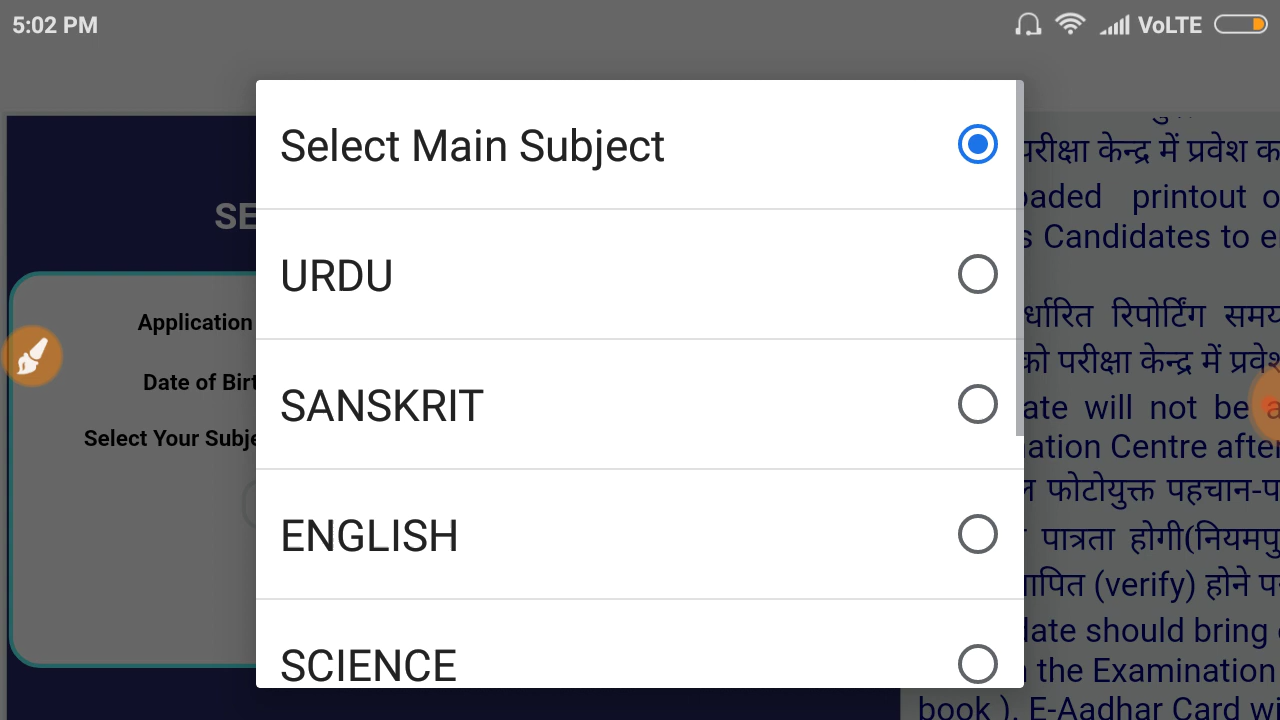 5:02 PM
VoLTE
Select Main Subject
URDU
SANSKRIT
ENGLISH
SCIENCE
SE
Application
Date of Birt
Select Your Subje
परीक्षा केन्द्र में प्रवेश क
aded printout o
s Candidates to e
र्धारित रिपोर्टिंग समय
को परीक्षा केन्द्र में प्रवे
ate will not be a
ation Centre after
फोटोयुक्त पहचान-प
पात्रता होगी(नियमपु
ापित (verify) होने प
date should bring
the Examination
book ). E-Aadhar Card wi